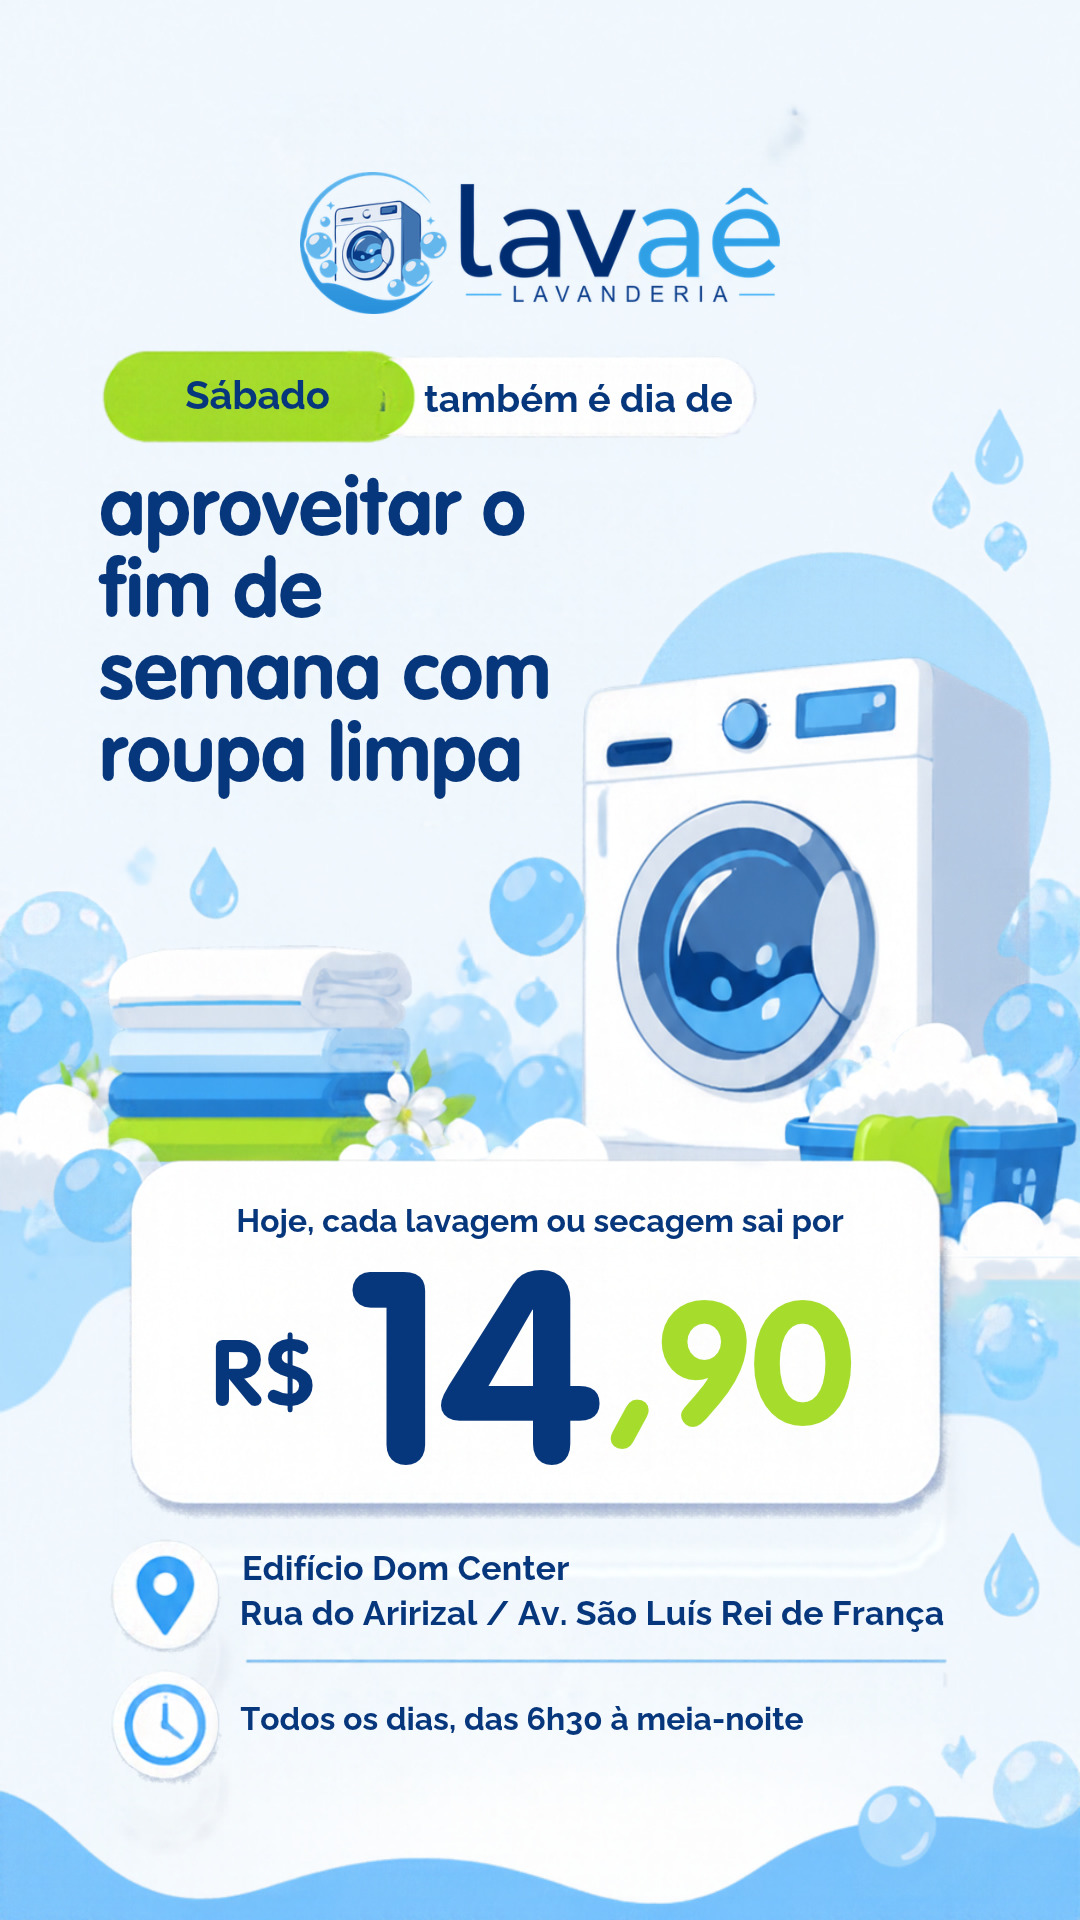 lavaê
LAVANDERIA
Sábado também é dia de
aproveitar o
fim de
semana com
roupa limpa
Hoje, cada lavagem ou secagem sai por
R$ 14,90
Edifício Dom Center
Rua do Aririzal / Av. São Luís Rei de França
Todos os dias, das 6h30 à meia-noite